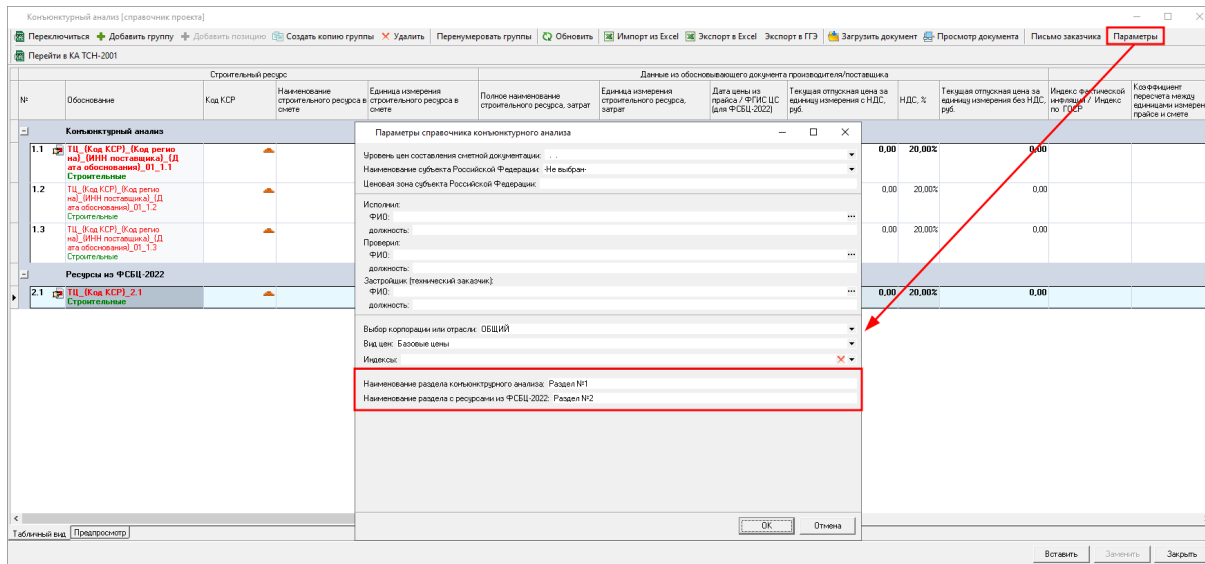 Конъюнктурный анализ [справочник проекта]
Переключиться Добавить группу Добавить позицию Создать копию группы Удалить Перенумеровать группы Обновить Импорт из Excel Экспорт в Excel Экспорт в ГГЭ Загрузить документ Просмотр документа Письмо заказчика Параметры
Перейти в КА ТСН-2001
Строительный ресурс Данные из обосновывающего документа производителя/поставщика
№ Обоснование Код КСР Наименование строительного ресурса в смете Единица измерения строительного ресурса в смете Полное наименование строительного ресурса, затрат Единица измерения строительного ресурса, затрат Дата цены из прайса / ФГИС ЦС (для ФСБЦ-2022) Текущая отпускная цена за единицу измерения с НДС, руб. НДС, % Текущая отпускная цена за единицу измерения без НДС, руб. Индекс фактической инфляции / Индекс по ГОСР Коэффициент пересчета между единицами измерен прайсе и смете
Конъюнктурный анализ
1.1 ТЦ_{Код КСР}_{Код регио
на}_{ИНН поставщика}_{Д
ата обоснования}_01_1.1
Строительные
0,00 20,00% 0,00
1.2 ТЦ_{Код КСР}_{Код регио
на}_{ИНН поставщика}_{Д
ата обоснования}_01_1.2
Строительные
0,00 20,00% 0,00
1.3 ТЦ_{Код КСР}_{Код регио
на}_{ИНН поставщика}_{Д
ата обоснования}_01_1.3
Строительные
0,00 20,00% 0,00
Ресурсы из ФСБЦ-2022
2.1 ТЦ_{Код КСР}_2.1
Строительные
0,00 20,00% 0,00
Параметры справочника конъюнктурного анализа
Уровень цен составления сметной документации: . .
Наименование субъекта Российской Федерации: -Не выбран-
Ценовая зона субъекта Российской Федерации:
Исполнил:
ФИО: ...
должность:
Проверил:
ФИО: ...
должность:
Застройщик (технический заказчик):
ФИО: ...
должность:
Выбор корпорации или отрасли: ОБЩИЙ
Вид цен: Базовые цены
Индексы:
Наименование раздела конъюнктрурного анализа: Раздел №1
Наименование раздела с ресурсами из ФСБЦ-2022: Раздел №2
OK Отмена
Табличный вид Предпросмотр
Вставить Заменить Закрыть